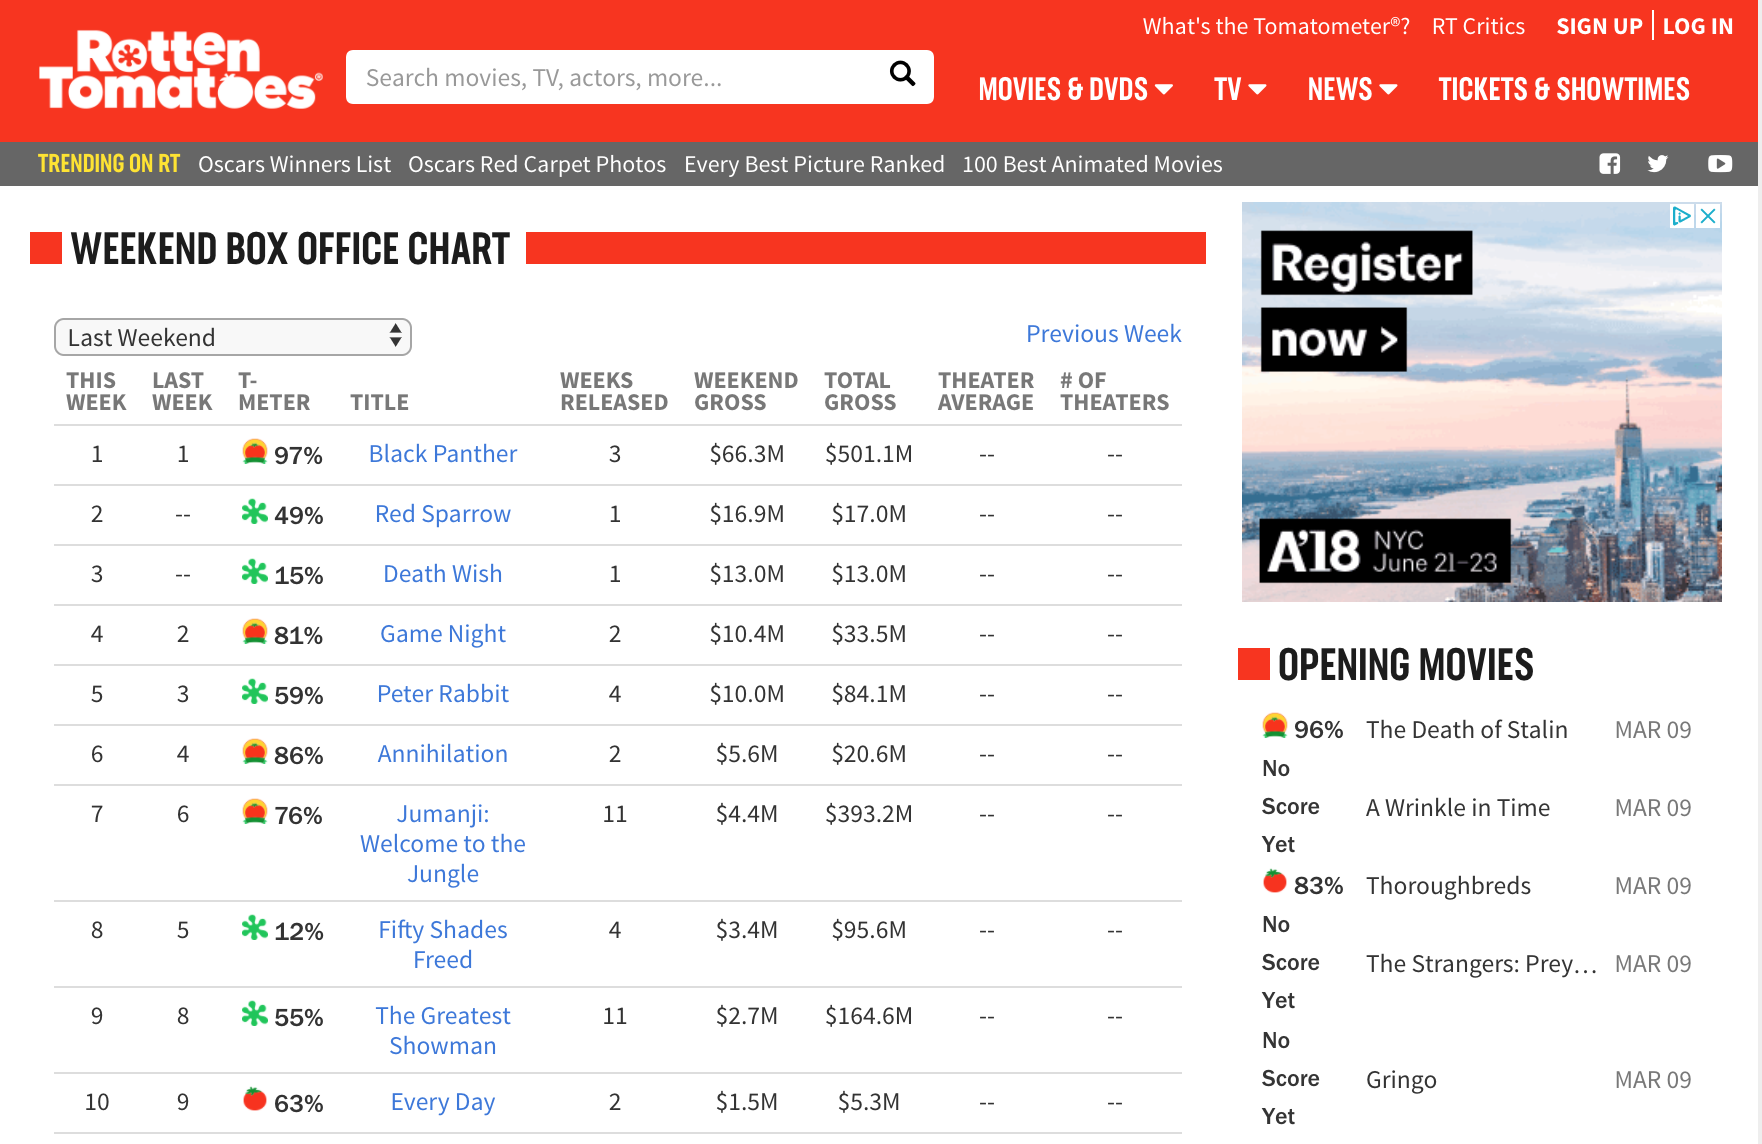 What's the Tomatometer®? RT Critics SIGN UP LOG IN
Rotten
Tomatoes®
Search movies, TV, actors, more...
MOVIES & DVDS TV NEWS TICKETS & SHOWTIMES
TRENDING ON RT Oscars Winners List Oscars Red Carpet Photos Every Best Picture Ranked 100 Best Animated Movies
WEEKEND BOX OFFICE CHART
Last Weekend
Previous Week
THIS WEEK LAST WEEK T-METER TITLE WEEKS RELEASED WEEKEND GROSS TOTAL GROSS THEATER AVERAGE # OF THEATERS
1 1 97% Black Panther 3 $66.3M $501.1M -- --
2 -- 49% Red Sparrow 1 $16.9M $17.0M -- --
3 -- 15% Death Wish 1 $13.0M $13.0M -- --
4 2 81% Game Night 2 $10.4M $33.5M -- --
5 3 59% Peter Rabbit 4 $10.0M $84.1M -- --
6 4 86% Annihilation 2 $5.6M $20.6M -- --
7 6 76% Jumanji: 11 $4.4M $393.2M -- --
Welcome to the
Jungle
8 5 12% Fifty Shades 4 $3.4M $95.6M -- --
Freed
9 8 55% The Greatest 11 $2.7M $164.6M -- --
Showman
10 9 63% Every Day 2 $1.5M $5.3M -- --
Register
now >
A'18 NYC
June 21-23
OPENING MOVIES
96% The Death of Stalin MAR 09
No
Score A Wrinkle in Time MAR 09
Yet
83% Thoroughbreds MAR 09
No
Score The Strangers: Prey... MAR 09
Yet
No
Score Gringo MAR 09
Yet